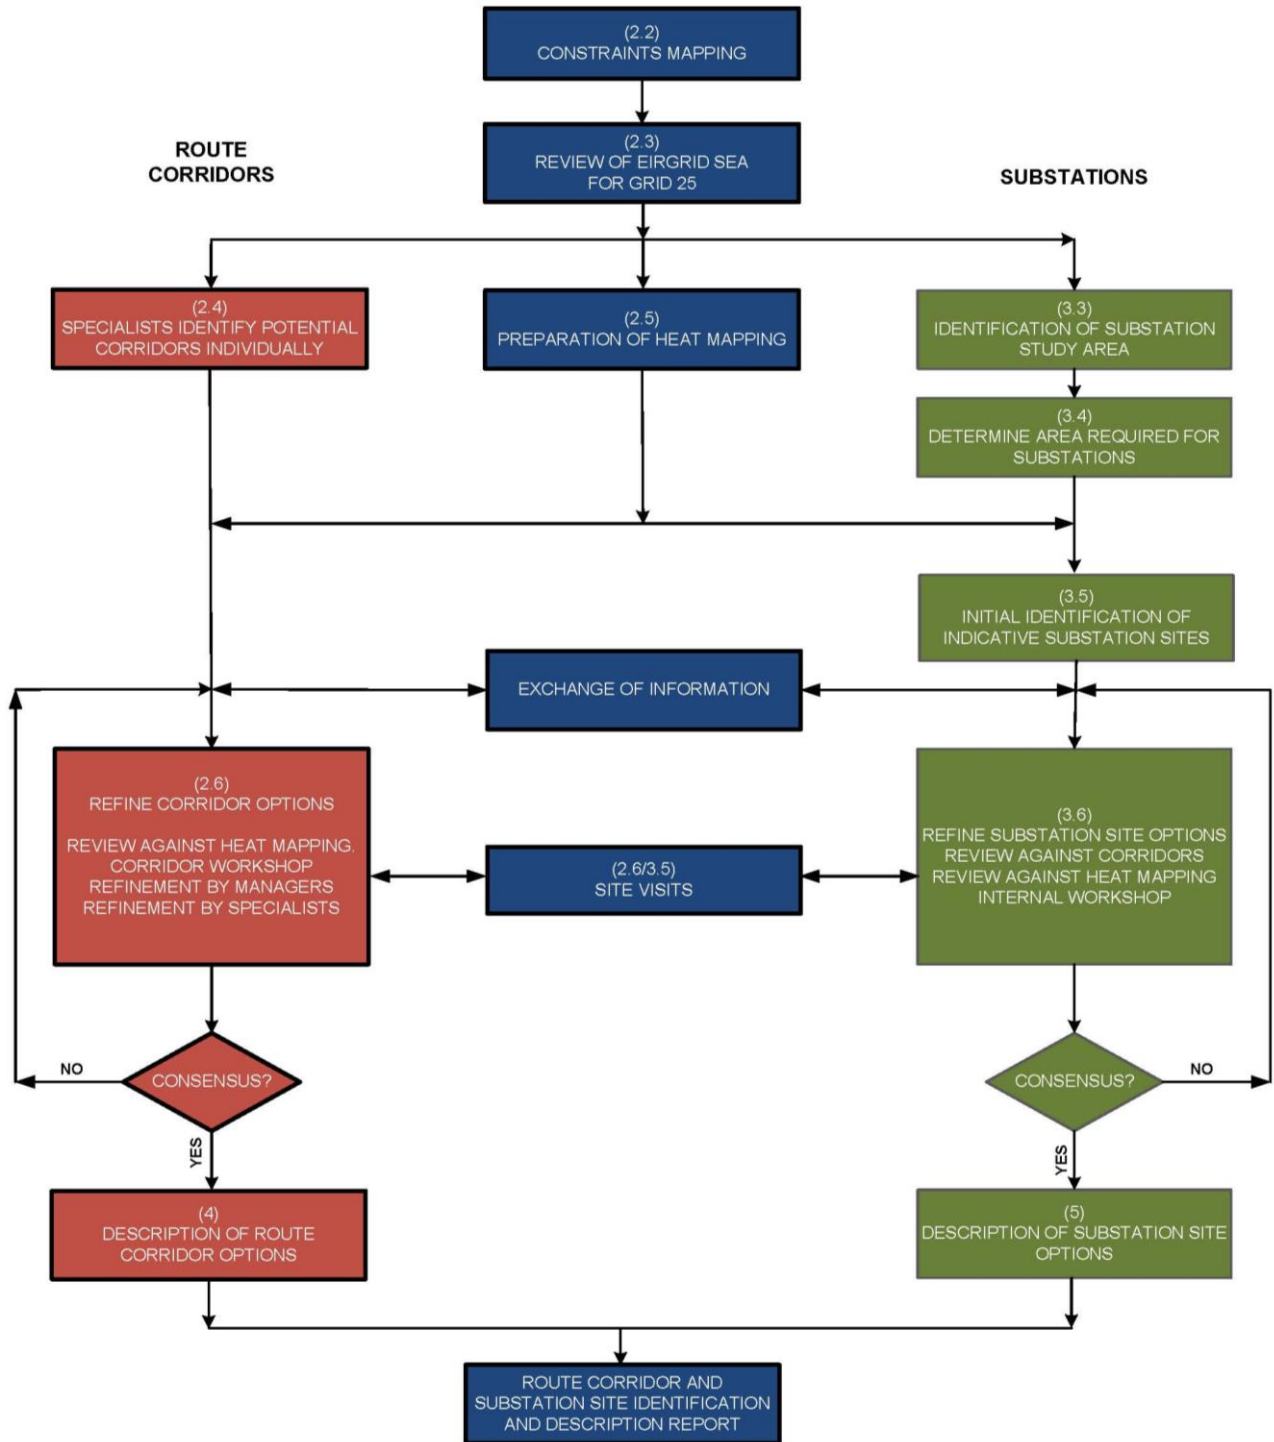 (2.2)
CONSTRAINTS MAPPING
(2.3)
REVIEW OF EIRGRID SEA
FOR GRID 25
ROUTE
CORRIDORS
SUBSTATIONS
(2.4)
SPECIALISTS IDENTIFY POTENTIAL
CORRIDORS INDIVIDUALLY
(2.5)
PREPARATION OF HEAT MAPPING
(3.3)
IDENTIFICATION OF SUBSTATION
STUDY AREA
(3.4)
DETERMINE AREA REQUIRED FOR
SUBSTATIONS
(3.5)
INITIAL IDENTIFICATION OF
INDICATIVE SUBSTATION SITES
EXCHANGE OF INFORMATION
(2.6)
REFINE CORRIDOR OPTIONS
REVIEW AGAINST HEAT MAPPING.
CORRIDOR WORKSHOP
REFINEMENT BY MANAGERS
REFINEMENT BY SPECIALISTS
(2.6/3.5)
SITE VISITS
(3.6)
REFINE SUBSTATION SITE OPTIONS
REVIEW AGAINST CORRIDORS
REVIEW AGAINST HEAT MAPPING
INTERNAL WORKSHOP
NO
CONSENSUS?
YES
CONSENSUS?
NO
YES
(4)
DESCRIPTION OF ROUTE
CORRIDOR OPTIONS
(5)
DESCRIPTION OF SUBSTATION SITE
OPTIONS
ROUTE CORRIDOR AND
SUBSTATION SITE IDENTIFICATION
AND DESCRIPTION REPORT